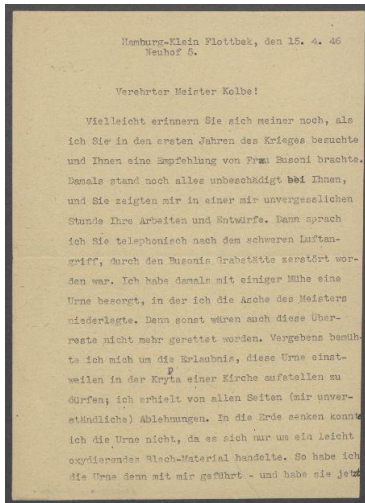 Hamburg-Klein Flottbek, den 15. 4. 46
Neuhof 5.
Verehrter Meister Kolbe!
Vielleicht erinnern Sie sich meiner noch, als
ich Sie in den ersten Jahren des Krieges besuchte
und Ihnen eine Empfehlung von Frau Busoni brachte.
Damals stand noch alles unbeschädigt bei Ihnen,
und Sie zeigten mir in einer mir unvergesslichen
Stunde Ihre Arbeiten und Entwürfe. Dann sprach
ich Sie telephonisch nach dem schweren Luftan-
griff, durch den Busonis Grabstätte zerstört wor-
den war. Ich habe damals mit einiger Mühe eine
Urne besorgt, in der ich die Asche des Meisters
niederlegte. Denn sonst wären auch diese Über-
reste nicht mehr gerettet worden. Vergebens bemüh-
te ich mich um die Erlaubnis, diese Urne einst-
weilen in der Krypta einer Kirche aufstellen zu
dürfen; ich erhielt von allen Seiten (mir unver-
ständliche) Ablehnungen. In die Erde senken konnte
ich die Urne nicht, da es sich nur um ein leicht
oxydierendes Blech-Material handelte. So habe ich
die Urne denn mit mir geführt - und habe sie jetzt